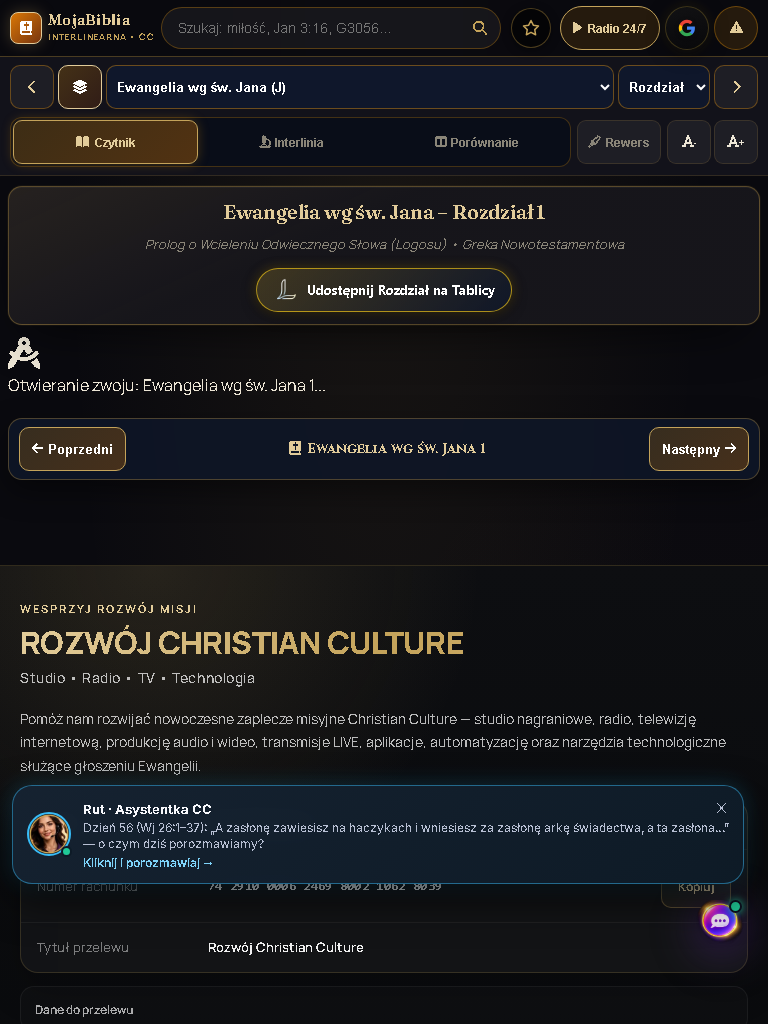 MojaBiblia
INTERLINEARNA • CC
Szukaj: miłość, Jan 3:16, G3056...
Radio 24/7
Ewangelia wg św. Jana (J)
Rozdział
Czytnik
Interlinia
Porównanie
Rewers
A-
A+
Ewangelia wg św. Jana – Rozdział 1
Prolog o Wcieleniu Odwiecznego Słowa (Logosu) • Greka Nowotestamentowa
Udostępnij Rozdział na Tablicy
Otwieranie zwoju: Ewangelia wg św. Jana 1...
← Poprzedni
Ewangelia wg św. Jana 1
Następny →
WESPRZYJ ROZWÓJ MISJI
ROZWÓJ CHRISTIAN CULTURE
Studio • Radio • TV • Technologia
Pomóż nam rozwijać nowoczesne zaplecze misyjne Christian Culture — studio nagraniowe, radio, telewizję
internetową, produkcję audio i wideo, transmisje LIVE, aplikacje, automatyzację oraz narzędzia technologiczne
służące głoszeniu Ewangelii.
Rut · Asystentka CC
Dzień 56 (Wj 26:1–37): „A zasłonę zawiesisz na haczykach i wniesiesz za zasłonę arkę świadectwa, a ta zasłona…”
— o czym dziś porozmawiamy?
Kliknij i porozmawiaj →
Numer rachunku
74 2910 0006 2469 8002 1062 8039
Kopiuj
Tytuł przelewu
Rozwój Christian Culture
Dane do przelewu